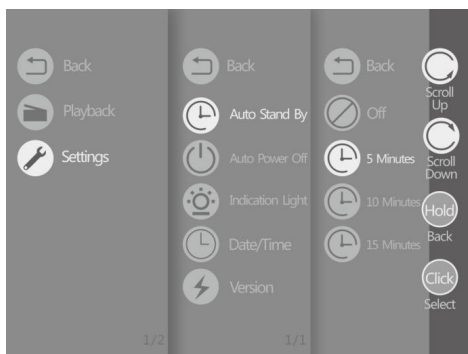 Back
Playback
Settings
1/2
Back
Auto Stand By
Auto Power Off
Indication Light
Date/Time
Version
1/1
Back
Off
5 Minutes
10 Minutes
15 Minutes
Scroll
Up
Scroll
Down
Hold
Back
Click
Select